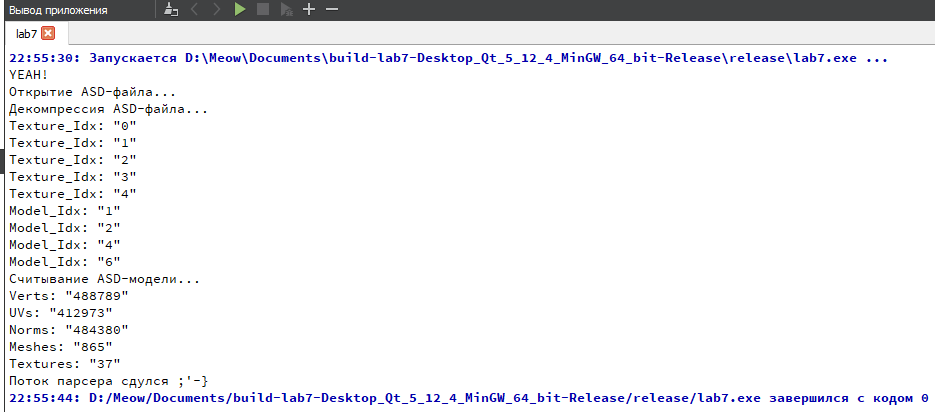 Вывод приложения
lab7
22:55:30: Запускается D:\Meow\Documents\build-lab7-Desktop_Qt_5_12_4_MinGW_64_bit-Release\release\lab7.exe ...
YEAH!
Открытие ASD-файла...
Декомпрессия ASD-файла...
Texture_Idx: "0"
Texture_Idx: "1"
Texture_Idx: "2"
Texture_Idx: "3"
Texture_Idx: "4"
Model_Idx: "1"
Model_Idx: "2"
Model_Idx: "4"
Model_Idx: "6"
Считывание ASD-модели...
Verts: "488789"
UVs: "412973"
Norms: "484380"
Meshes: "865"
Textures: "37"
Поток парсера сдулся ;'-}
22:55:44: D:/Meow/Documents/build-lab7-Desktop_Qt_5_12_4_MinGW_64_bit-Release/release/lab7.exe завершился с кодом 0